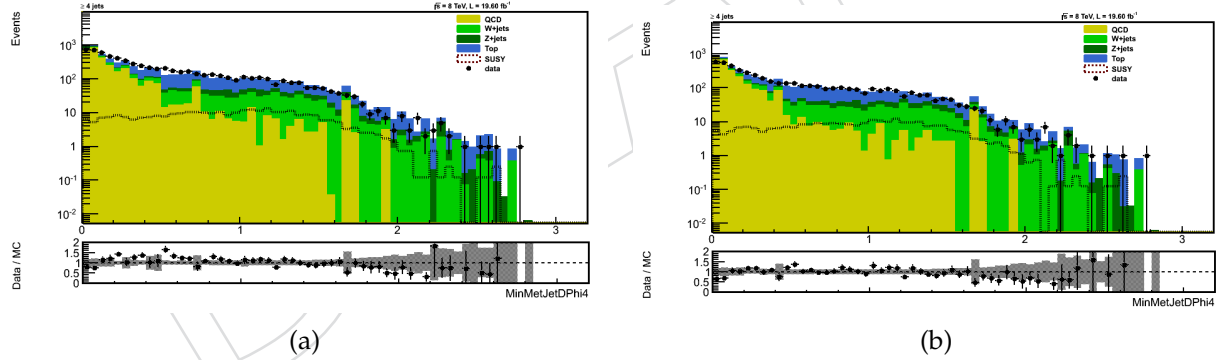 ≥ 4 jets
√s = 8 TeV, L = 19.60 fb⁻¹
Events
QCD
W+jets
Z+jets
Top
SUSY
data
10³
10²
10
1
10⁻¹
10⁻²
0 1 2 3
Data / MC
2
1.5
1
0.5
0
MinMetJetDPhi4
(a)
≥ 4 jets
√s = 8 TeV, L = 19.60 fb⁻¹
Events
QCD
W+jets
Z+jets
Top
SUSY
data
10³
10²
10
1
10⁻¹
10⁻²
0 1 2 3
Data / MC
2
1.5
1
0.5
0
MinMetJetDPhi4
(b)